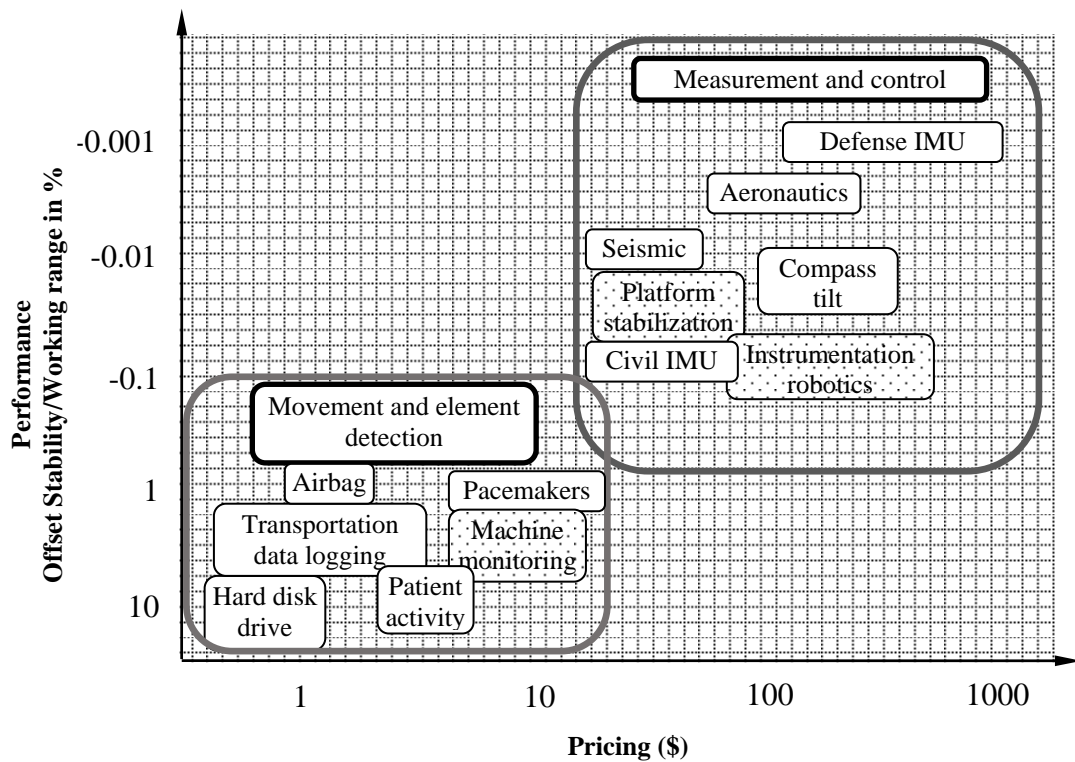 Measurement and control
-0.001
Defense IMU
Aeronautics
Seismic
-0.01
Compass
tilt
Platform
stabilization
Civil IMU
Instrumentation
robotics
-0.1
Movement and element
detection
Airbag
1
Pacemakers
Transportation
data logging
Machine
monitoring
Patient
activity
Hard disk
drive
10
Performance
Offset Stability/Working range in %
1
10
100
1000
Pricing ($)